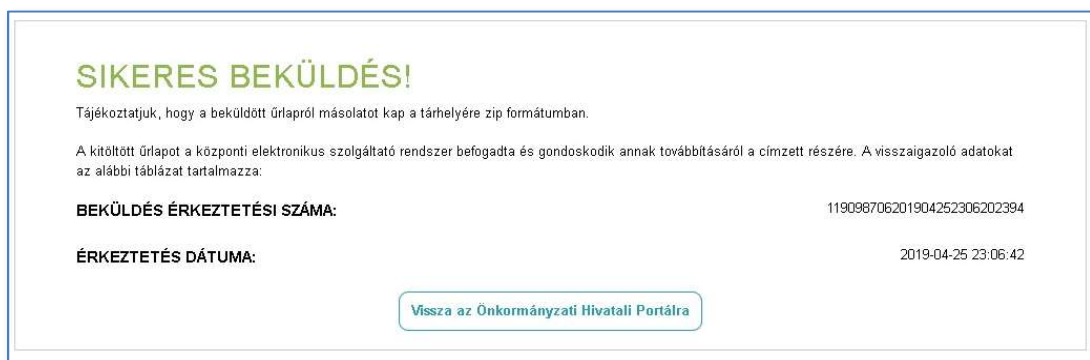 SIKERES BEKÜLDÉS!
Tájékoztatjuk, hogy a beküldött űrlapról másolatot kap a tárhelyére zip formátumban.
A kitöltött űrlapot a központi elektronikus szolgáltató rendszer befogadta és gondoskodik annak továbbításáról a címzett részére. A visszaigazoló adatokat
az alábbi táblázat tartalmazza:
BEKÜLDÉS ÉRKEZTETÉSI SZÁMA: 119098706201904252306202394
ÉRKEZTETÉS DÁTUMA: 2019-04-25 23:06:42
Vissza az Önkormányzati Hivatali Portálra